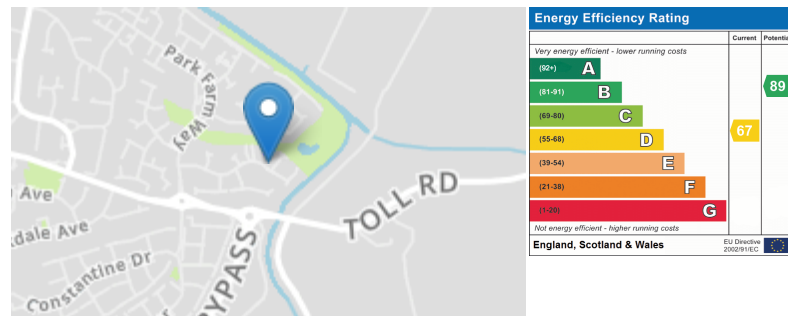 Park Farm
Way
Ave
dale Ave
Constantine Dr
YPASS
TOLL RD
Energy Efficiency Rating
Current Potentia
Very energy efficient - lower running costs
(92+) A
(81-91) B
89
(69-80) C
(55-68) D
67
(39-54) E
(21-38) F
(1-20) G
Not energy efficient - higher running costs
England, Scotland & Wales
EU Directive
2002/91/EC